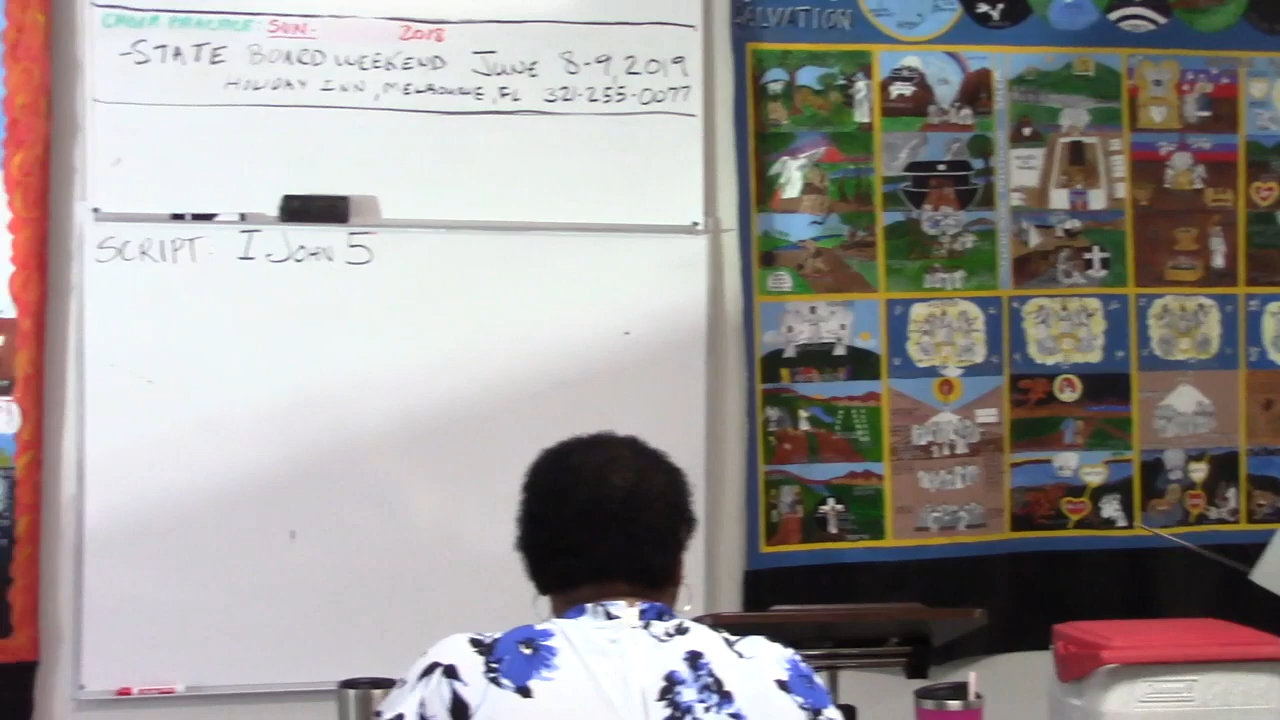 CHOIR PRACTICE: SUN. 2018
-STATE BOARD WEEKEND JUNE 8-9, 2019
HOLIDAY INN, MELBOURNE, FL 321-255-0077
SCRIPT: I JOHN 5
SALVATION